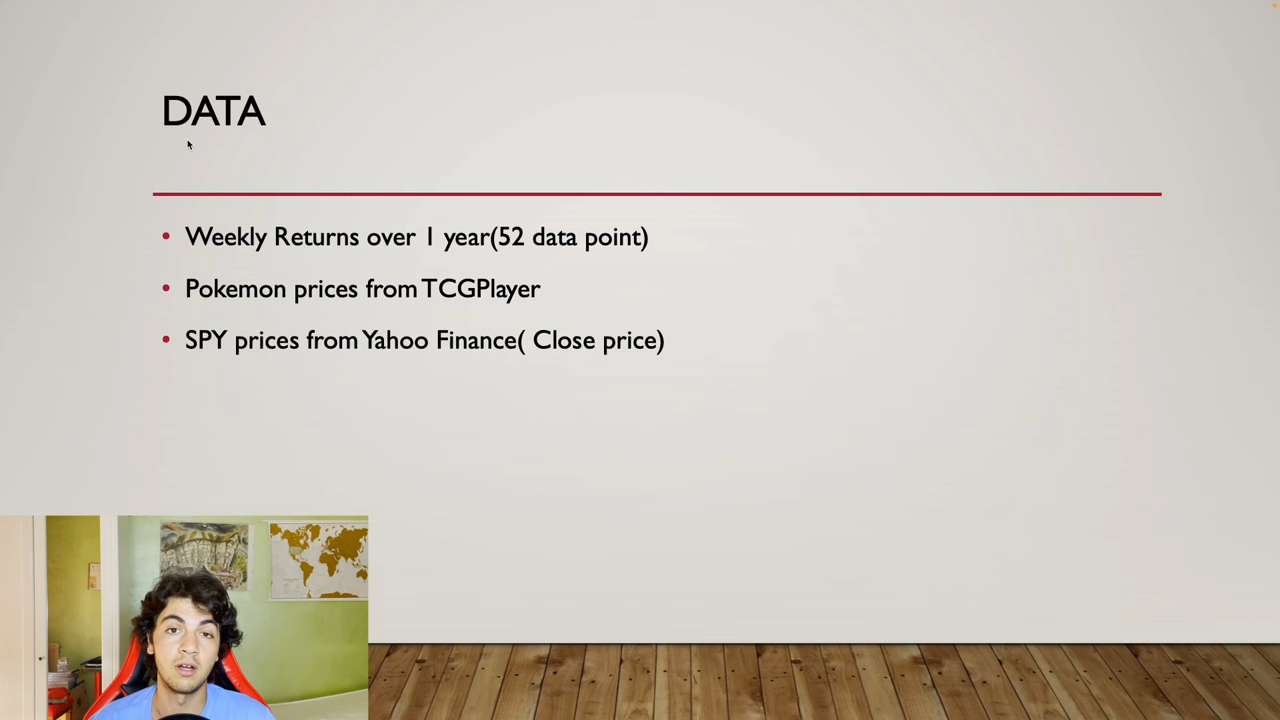 DATA
Weekly Returns over 1 year(52 data point)
Pokemon prices from TCGPlayer
SPY prices from Yahoo Finance( Close price)